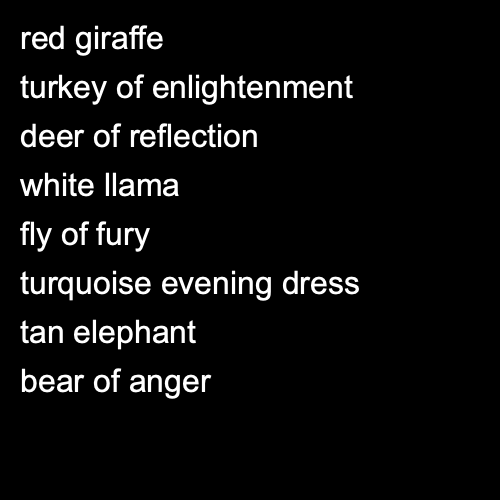 red giraffe
turkey of enlightenment
deer of reflection
white llama
fly of fury
turquoise evening dress
tan elephant
bear of anger